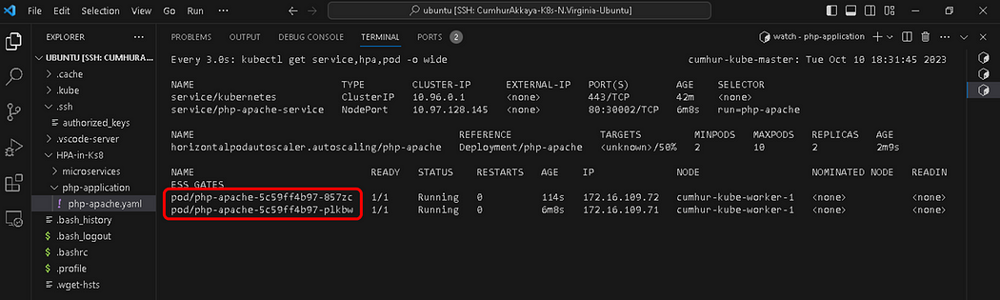 File Edit Selection View Go Run ··· ubuntu [SSH: CumhurAkkaya-K8s-N.Virginia-Ubuntu]
EXPLORER ···
UBUNTU [SSH: CUMHURA...
.cache
.kube
.ssh
authorized_keys
.vscode-server
HPA-in-Ks8
microservices
php-application
! php-apache.yaml
.bash_history
$ .bash_logout
$ .bashrc
$ .profile
.wget-hsts
PROBLEMS OUTPUT DEBUG CONSOLE TERMINAL PORTS 2 watch - php-application
Every 3.0s: kubectl get service,hpa,pod -o wide cumhur-kube-master: Tue Oct 10 18:31:45 2023
NAME TYPE CLUSTER-IP EXTERNAL-IP PORT(S) AGE SELECTOR
service/kubernetes ClusterIP 10.96.0.1 <none> 443/TCP 42m <none>
service/php-apache-service NodePort 10.97.128.145 <none> 80:30002/TCP 6m8s run=php-apache
NAME REFERENCE TARGETS MINPODS MAXPODS REPLICAS AGE
horizontalpodautoscaler.autoscaling/php-apache Deployment/php-apache <unknown>/50% 2 10 2 2m9s
NAME READY STATUS RESTARTS AGE IP NODE NOMINATED NODE READIN
ESS GATES
pod/php-apache-5c59ff4b97-857zc 1/1 Running 0 114s 172.16.109.72 cumhur-kube-worker-1 <none> <none>
pod/php-apache-5c59ff4b97-plkbw 1/1 Running 0 6m8s 172.16.109.71 cumhur-kube-worker-1 <none> <none>